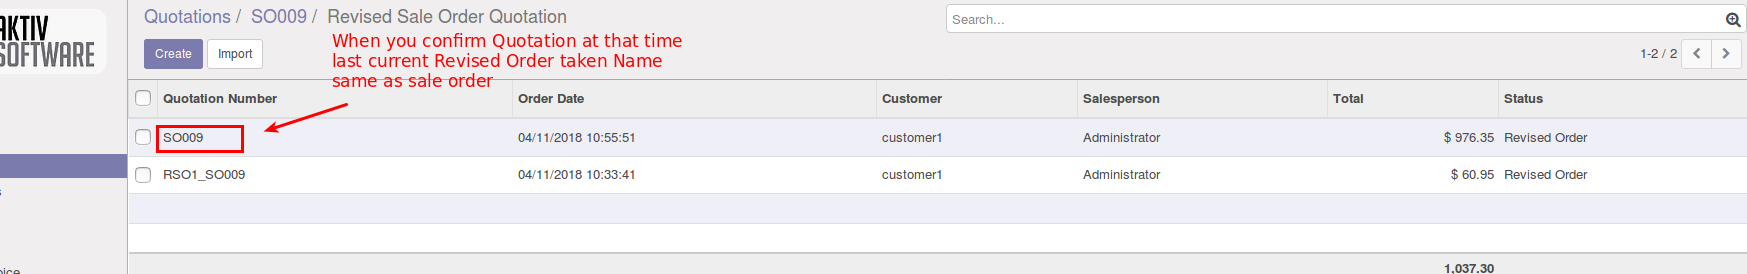 AKTIV
SOFTWARE
Quotations / SO009 / Revised Sale Order Quotation
Search...
When you confirm Quotation at that time
last current Revised Order taken Name
same as sale order
Create Import
1-2 / 2
Quotation Number Order Date Customer Salesperson Total Status
SO009 04/11/2018 10:55:51 customer1 Administrator $ 976.35 Revised Order
RSO1_SO009 04/11/2018 10:33:41 customer1 Administrator $ 60.95 Revised Order
1,037.30